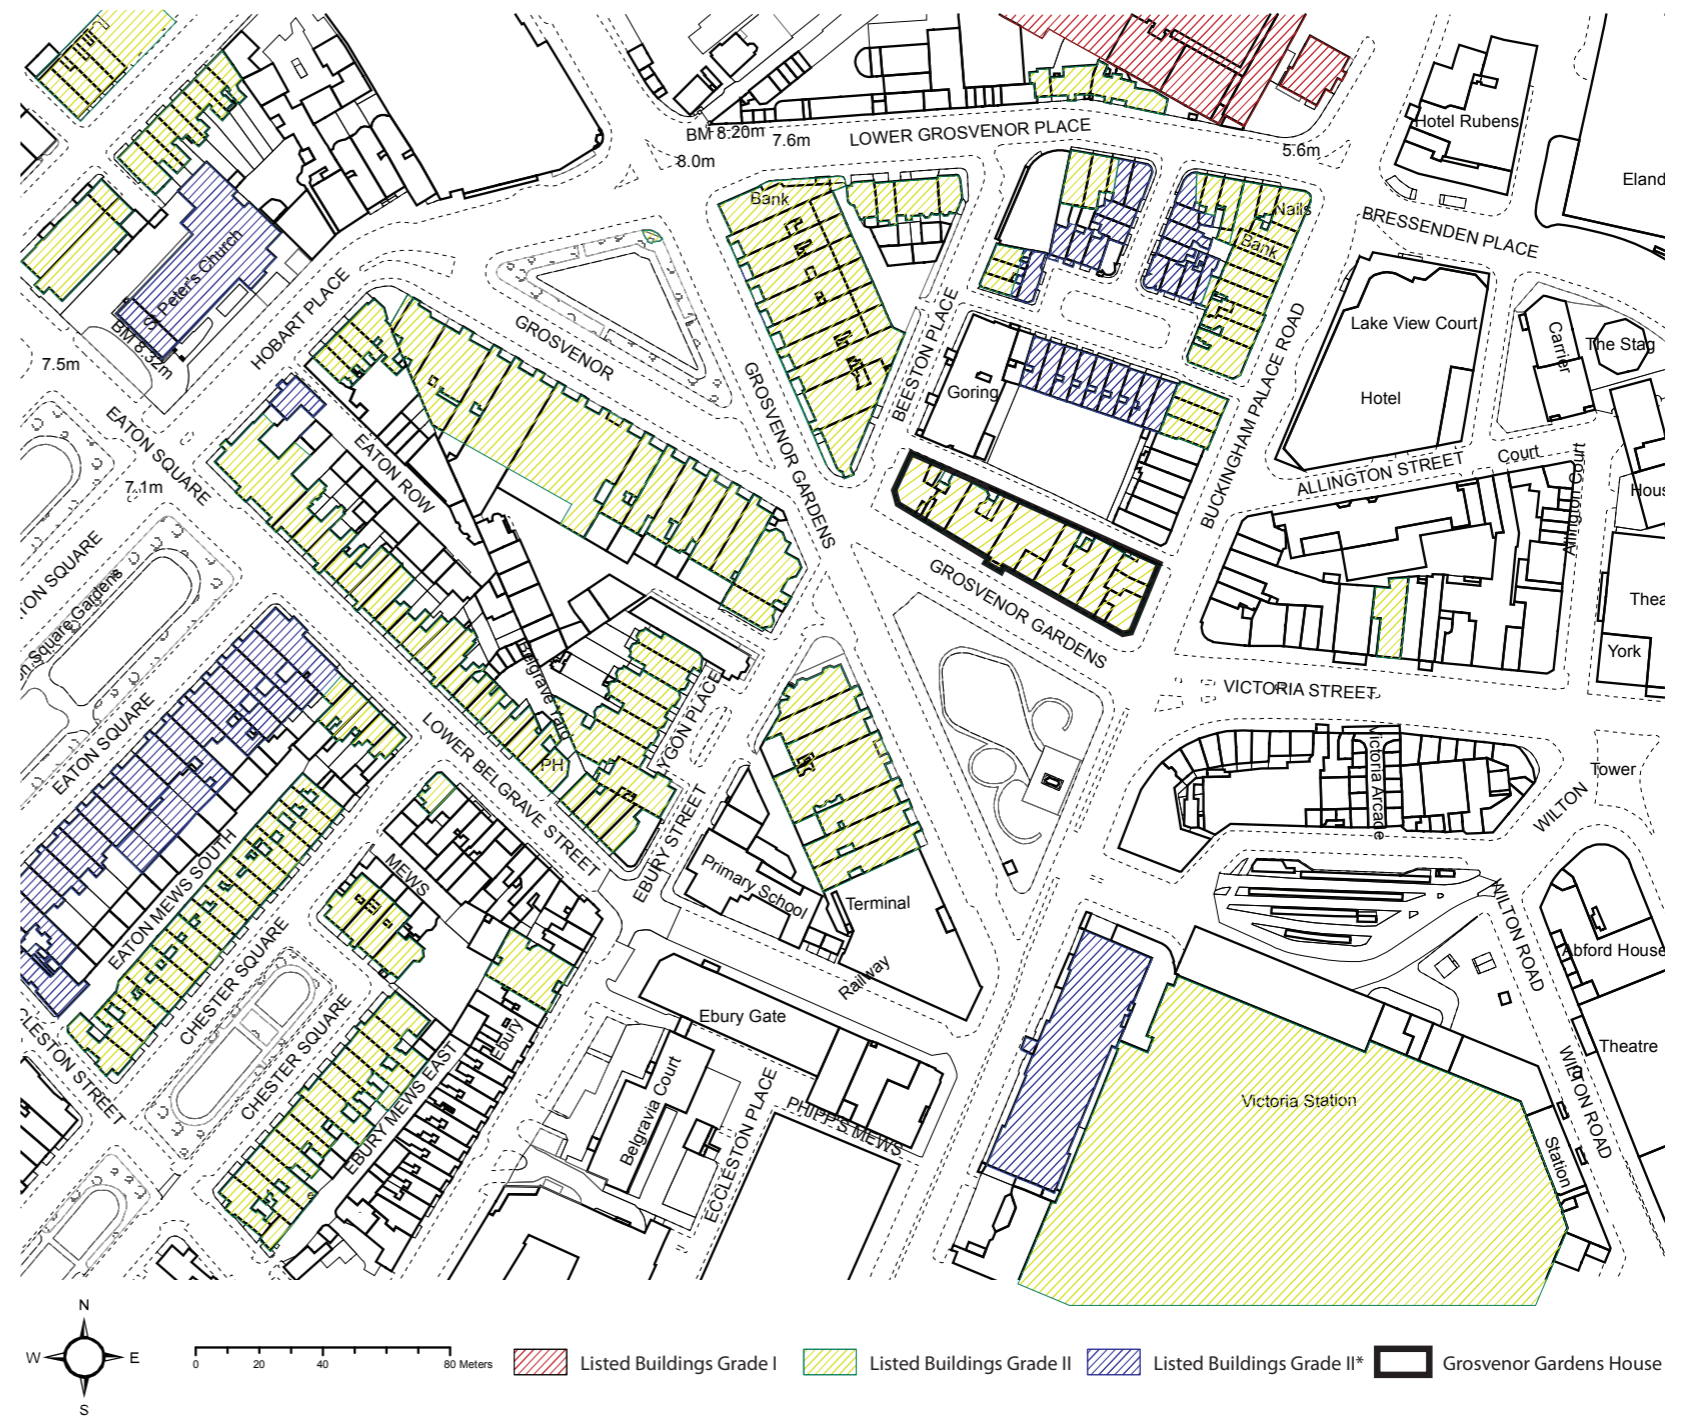 BM 8.20m
7.6m
LOWER GROSVENOR PLACE
8.0m
5.6m
Hotel Rubens
Eland
Bank
Nails
Bank
BRESSENDEN PLACE
St Peter's Church
BM 8.32m
HOBART PLACE
7.5m
GROSVENOR
GROSVENOR GARDENS
BEESTON PLACE
Goring
BUCKINGHAM PALACE ROAD
Lake View Court
Hotel
Carrier
The Stag
Court
ALLINGTON STREET
Allington Court
Hous
EATON SQUARE
7.1m
EATON ROW
GROSVENOR GARDENS
Thea
York
VICTORIA STREET
TON SQUARE
on Square Gardens
EATON SQUARE
Belgrave Yard
PH
YGON PLACE
LOWER BELGRAVE STREET
EBURY STREET
Victoria Arcade
Tower
WILTON
EATON MEWS SOUTH
MEWS
Primary School
Terminal
Railway
WILTON ROAD
Abford House
CHESTER SQUARE
CHESTER SQUARE
CLESTON STREET
EBURY MEWS EAST
Ebury
Ebury Gate
Belgravia Court
ECCLESTON PLACE
PHIPP'S MEWS
Victoria Station
Station
WILTON ROAD
Theatre
N
W E
S
0 20 40 80 Meters
Listed Buildings Grade I
Listed Buildings Grade II
Listed Buildings Grade II*
Grosvenor Gardens House